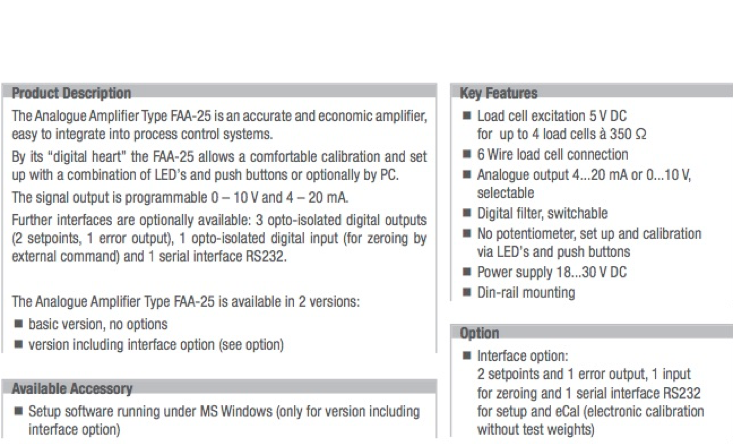 Product Description
The Analogue Amplifier Type FAA-25 is an accurate and economic amplifier,
easy to integrate into process control systems.
By its "digital heart" the FAA-25 allows a comfortable calibration and set
up with a combination of LED's and push buttons or optionally by PC.
The signal output is programmable 0 – 10 V and 4 – 20 mA.
Further interfaces are optionally available: 3 opto-isolated digital outputs
(2 setpoints, 1 error output), 1 opto-isolated digital input (for zeroing by
external command) and 1 serial interface RS232.
The Analogue Amplifier Type FAA-25 is available in 2 versions:
■ basic version, no options
■ version including interface option (see option)
Available Accessory
■ Setup software running under MS Windows (only for version including
interface option)
Key Features
■ Load cell excitation 5 V DC
for up to 4 load cells à 350 Ω
■ 6 Wire load cell connection
■ Analogue output 4...20 mA or 0...10 V,
selectable
■ Digital filter, switchable
■ No potentiometer, set up and calibration
via LED's and push buttons
■ Power supply 18...30 V DC
■ Din-rail mounting
Option
■ Interface option:
2 setpoints and 1 error output, 1 input
for zeroing and 1 serial interface RS232
for setup and eCal (electronic calibration
without test weights)